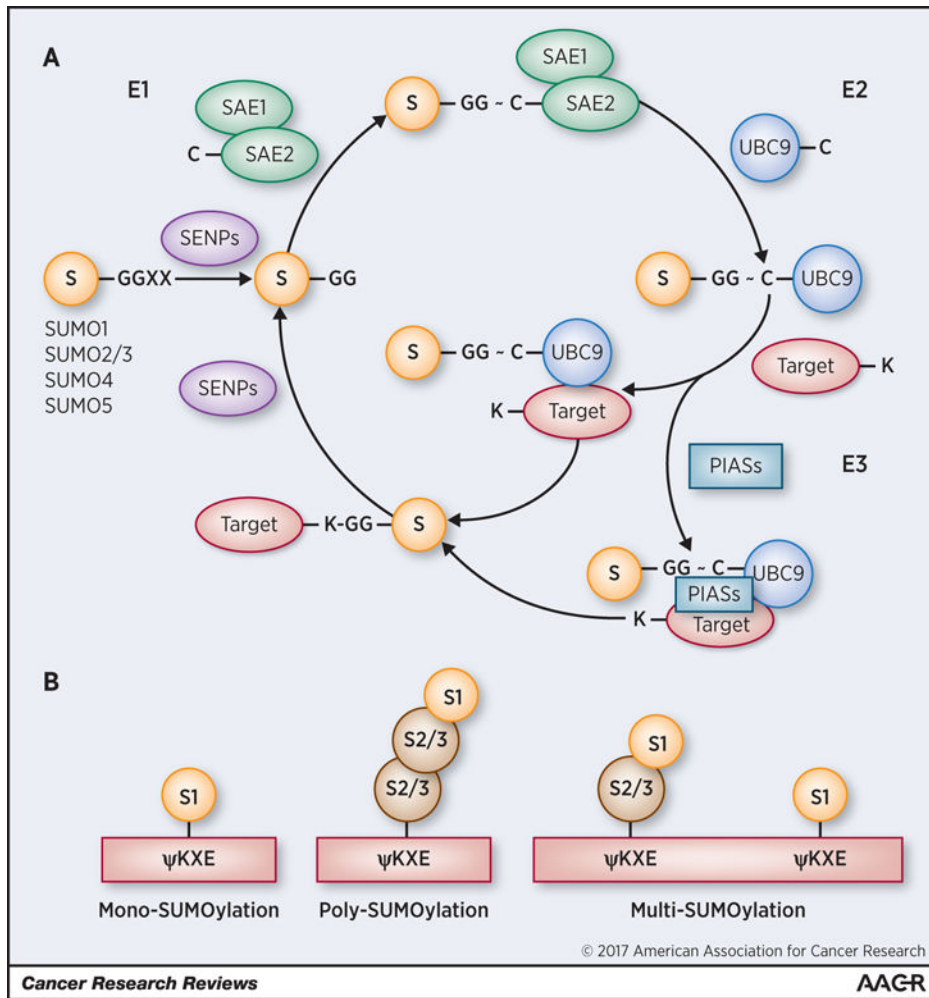 A
E1
SAE1
C
SAE2
S
GG ~ C
SAE1
SAE2
E2
UBC9
C
S
GGXX
SENPs
S
GG
SUMO1
SUMO2/3
SUMO4
SUMO5
SENPs
S
GG ~ C
UBC9
S
GG ~ C
UBC9
K
Target
Target
K
PIASs
E3
Target
K-GG
S
S
GG ~ C
UBC9
PIASs
K
Target
B
S1
ψKXE
Mono-SUMOylation
S1
S2/3
S2/3
ψKXE
Poly-SUMOylation
S1
S2/3
S1
ψKXE
ψKXE
Multi-SUMOylation
© 2017 American Association for Cancer Research
Cancer Research Reviews
AACR